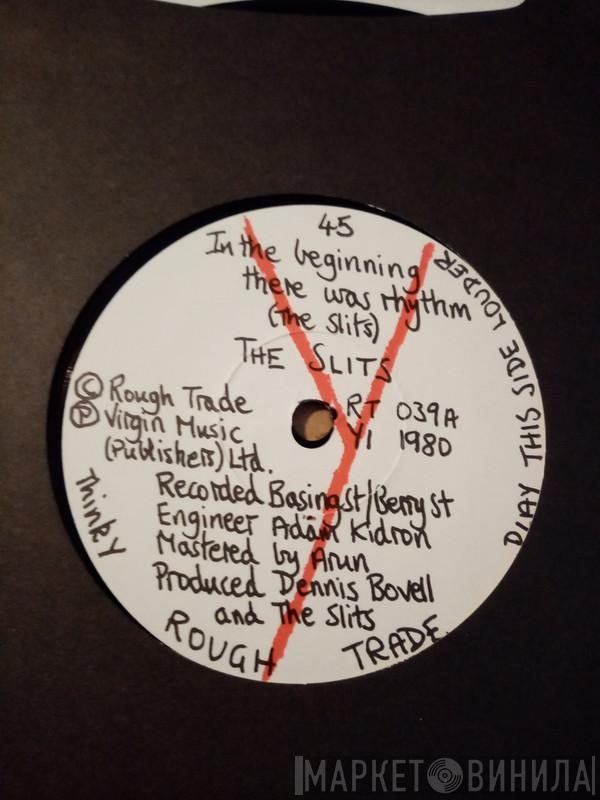 45
In the beginning
there was rhythm
(The Slits)
THE SLITS
© Rough Trade
℗ Virgin Music
(Publishers) Ltd.
RT 039A
Y1 1980
Recorded Basing St/Berry St
Engineer Adam Kidron
Mastered by Arun
Produced Dennis Bovell
and The Slits
ROUGH TRADE
Thinky
PLAY THIS SIDE LOUDER
Y
МАРКЕТ ВИНИЛА